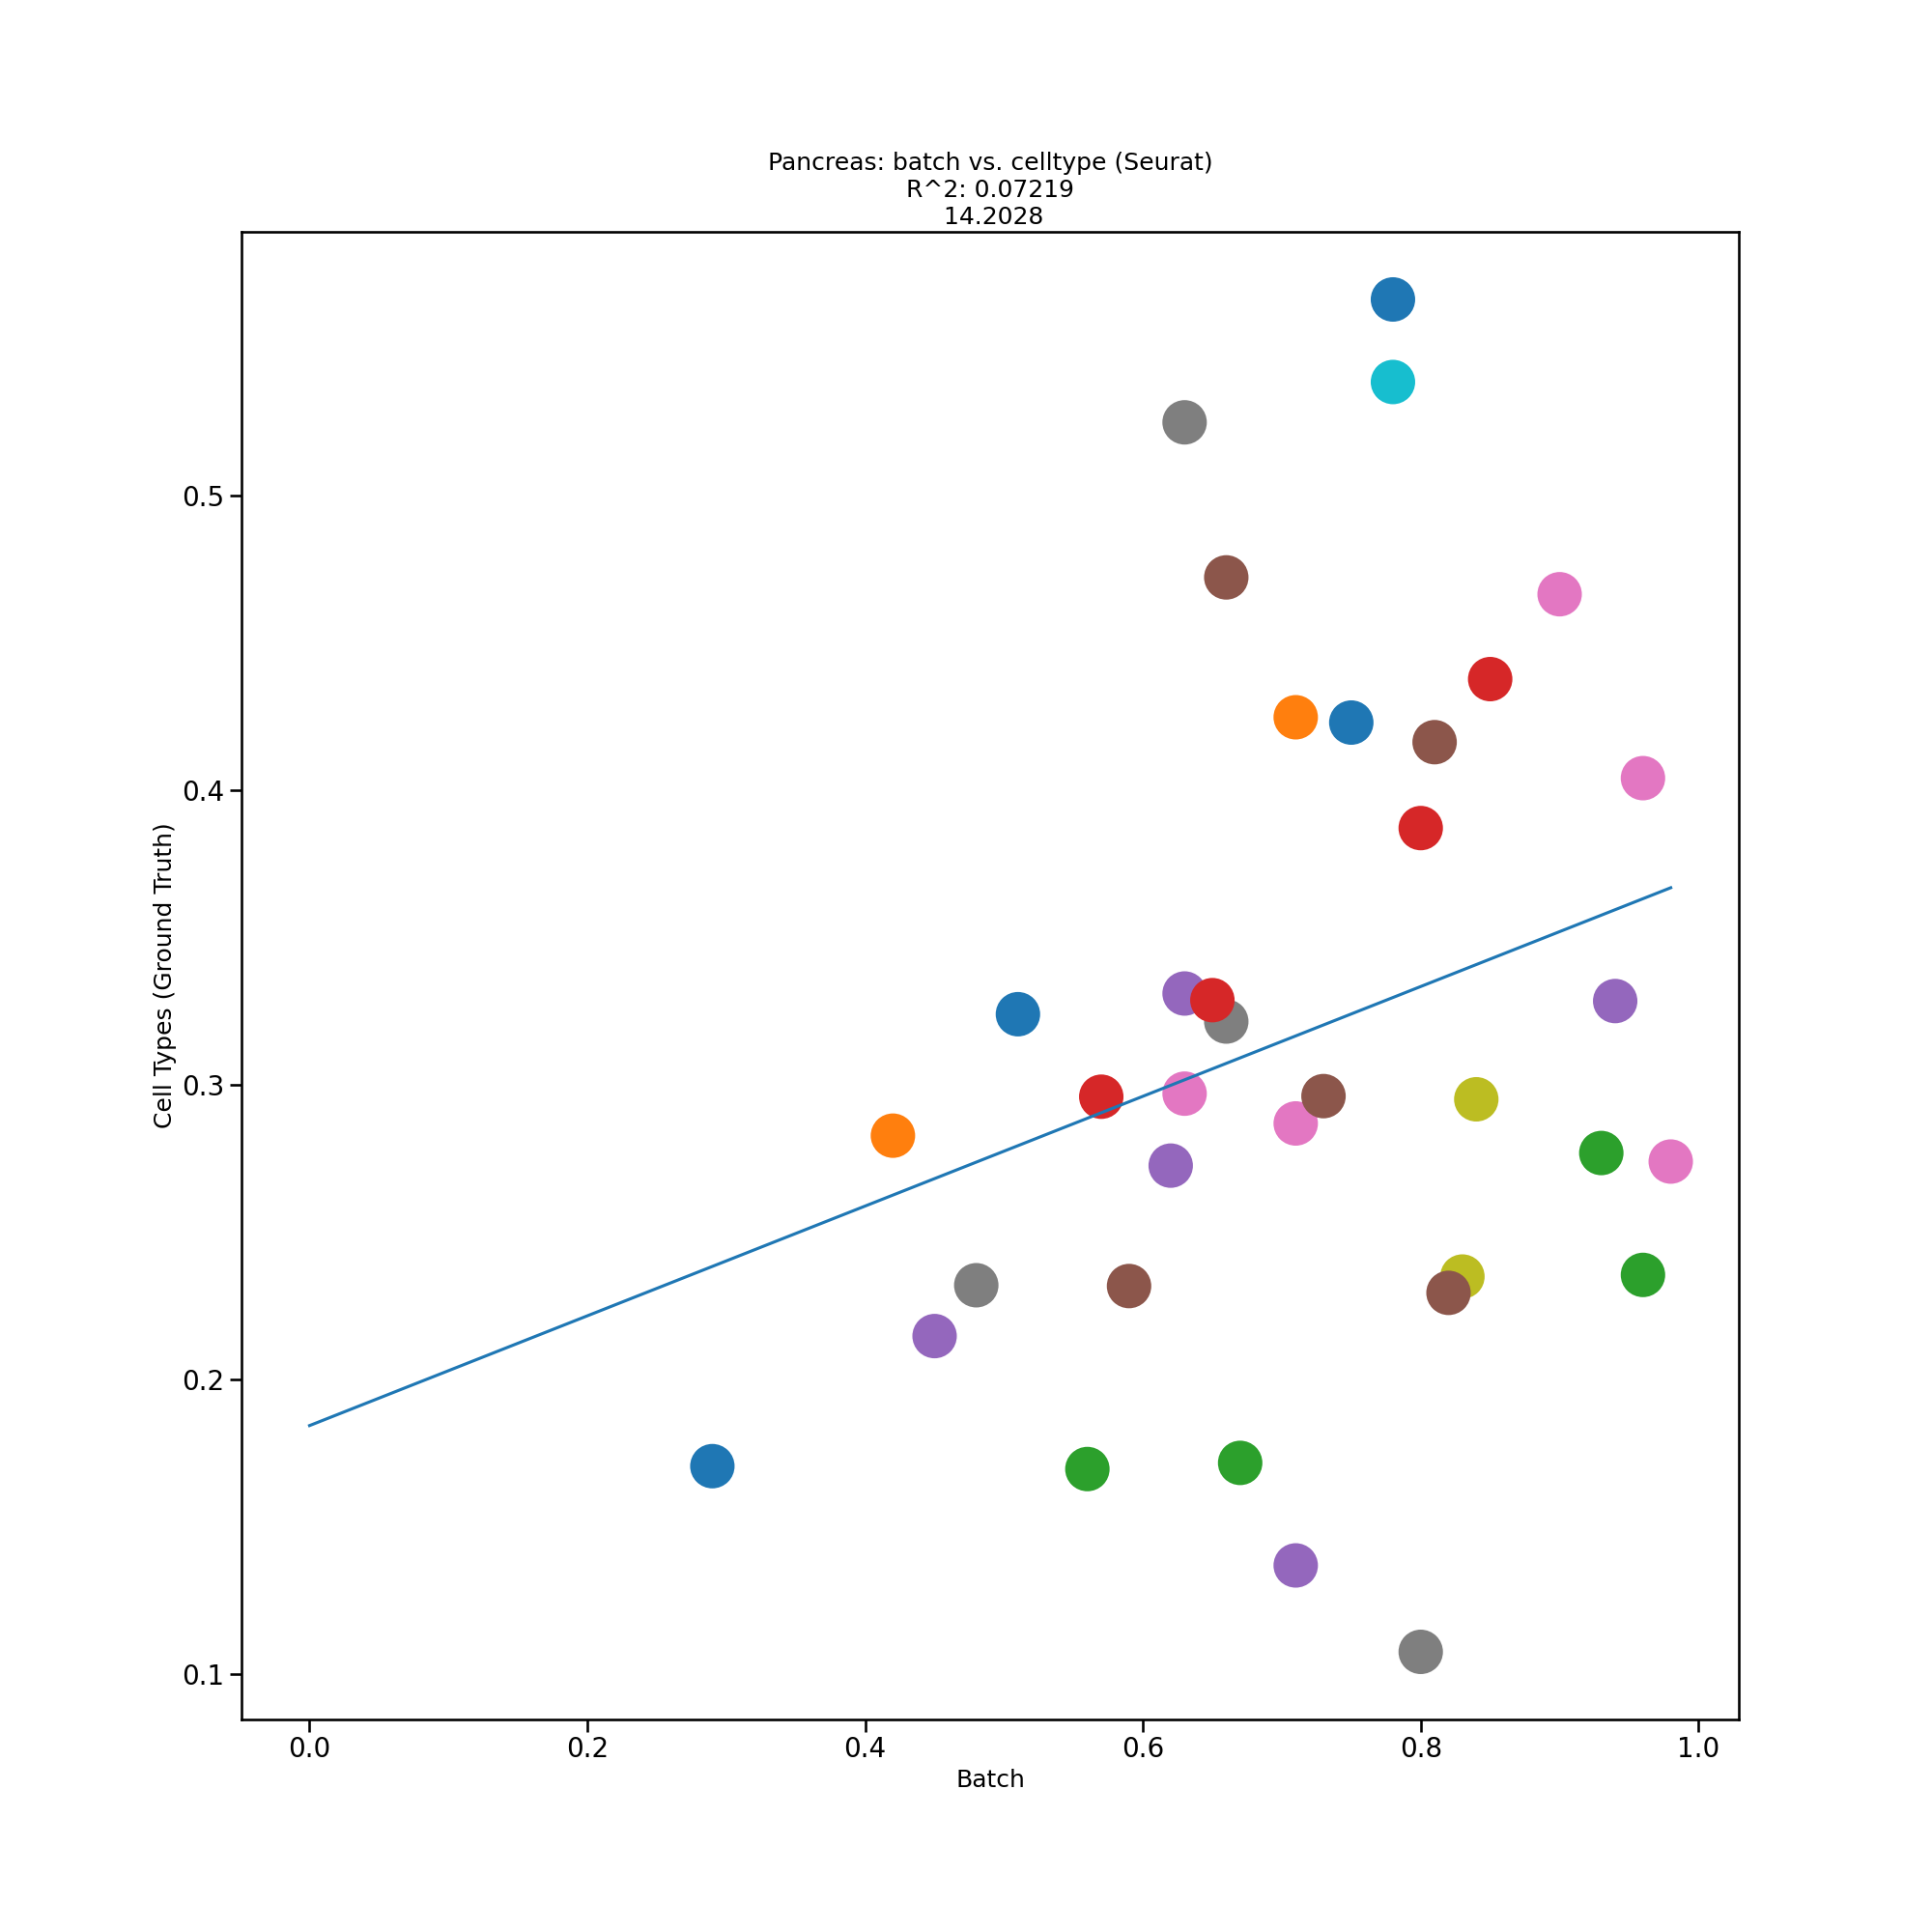 Pancreas: batch vs. celltype (Seurat)
R^2: 0.07219
14.2028
Cell Types (Ground Truth)
0.5
0.4
0.3
0.2
0.1
0.0 0.2 0.4 0.6 0.8 1.0
Batch